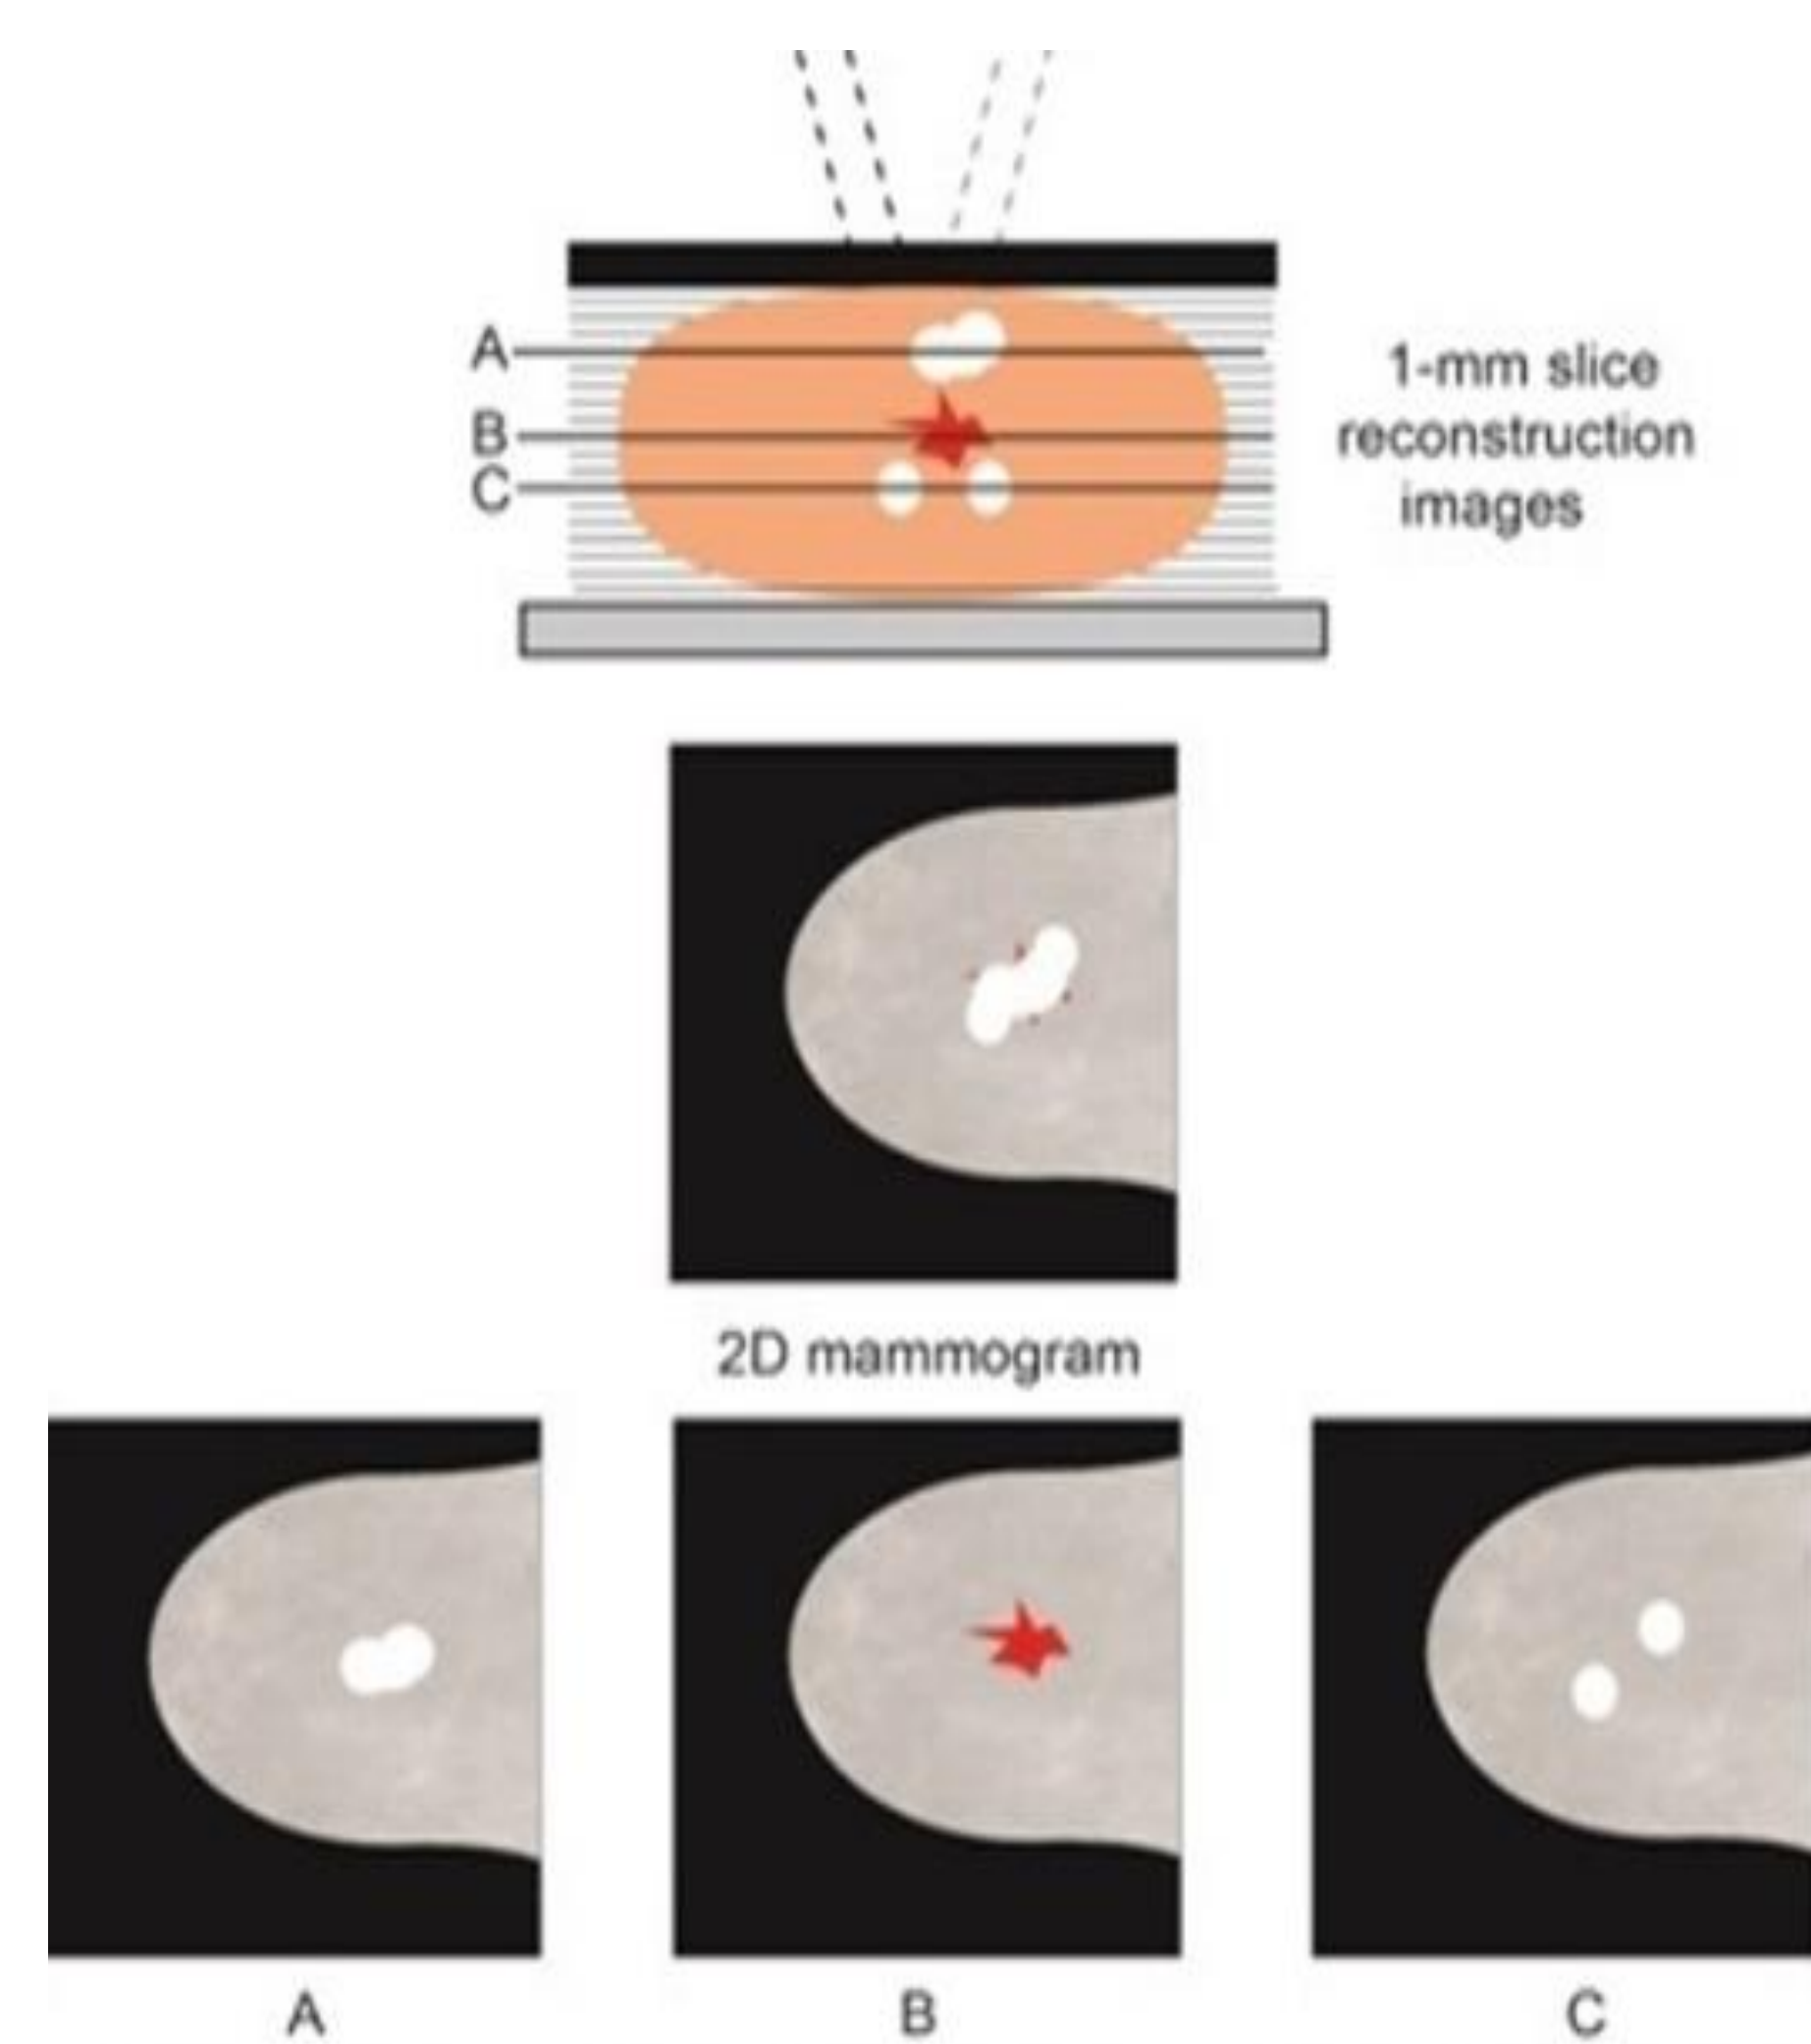 A
B
C
1-mm slice
reconstruction
images
2D mammogram
A
B
C